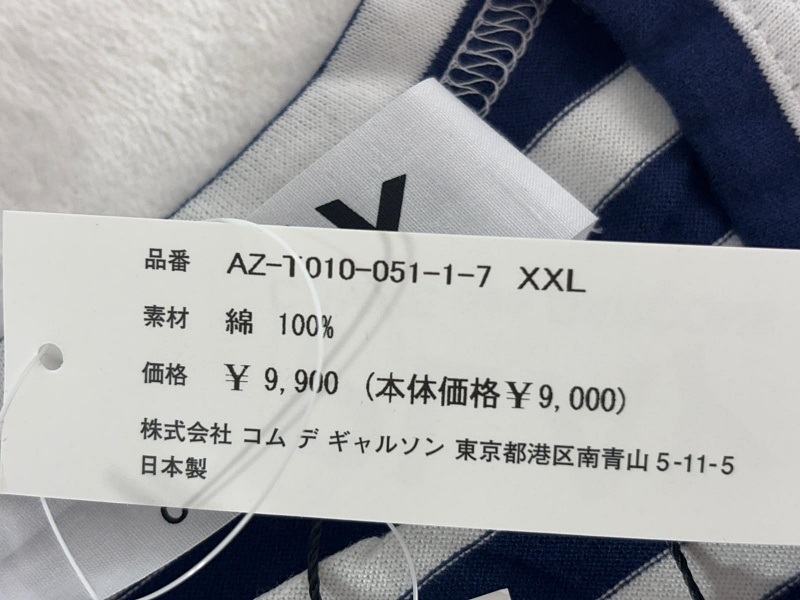 品番 AZ-T010-051-1-7 XXL
素材 綿 100%
価格 ¥ 9,900 (本体価格¥9,000)
株式会社 コム デ ギャルソン 東京都港区南青山 5-11-5
日本製